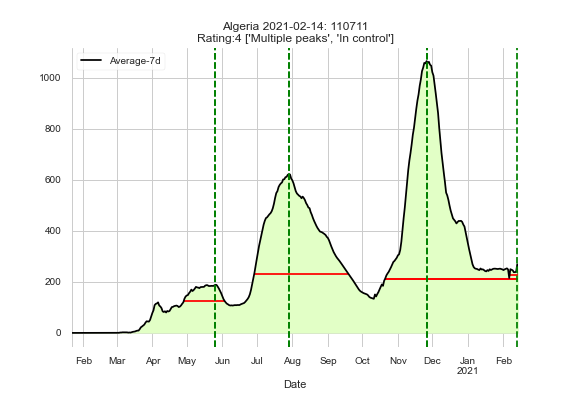 Algeria 2021-02-14: 110711
Rating:4 ['Multiple peaks', 'In control']
Average-7d
1000
800
600
400
200
0
Feb Mar Apr May Jun Jul Aug Sep Oct Nov Dec Jan Feb
2021
Date